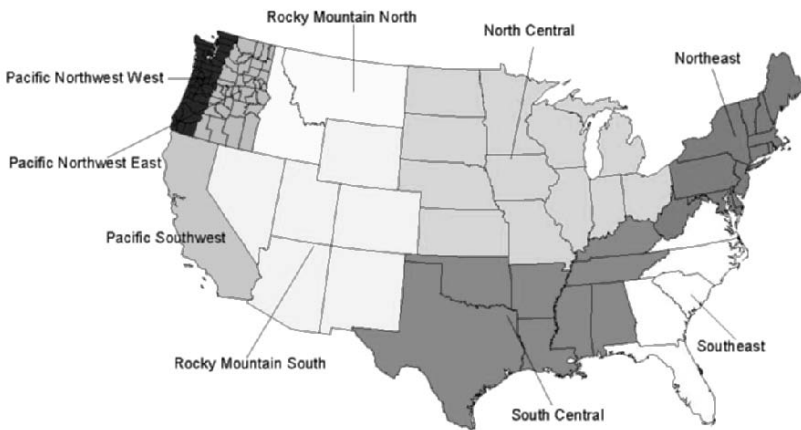 Rocky Mountain North
North Central
Northeast
Pacific Northwest West
Pacific Northwest East
Pacific Southwest
Rocky Mountain South
Southeast
South Central